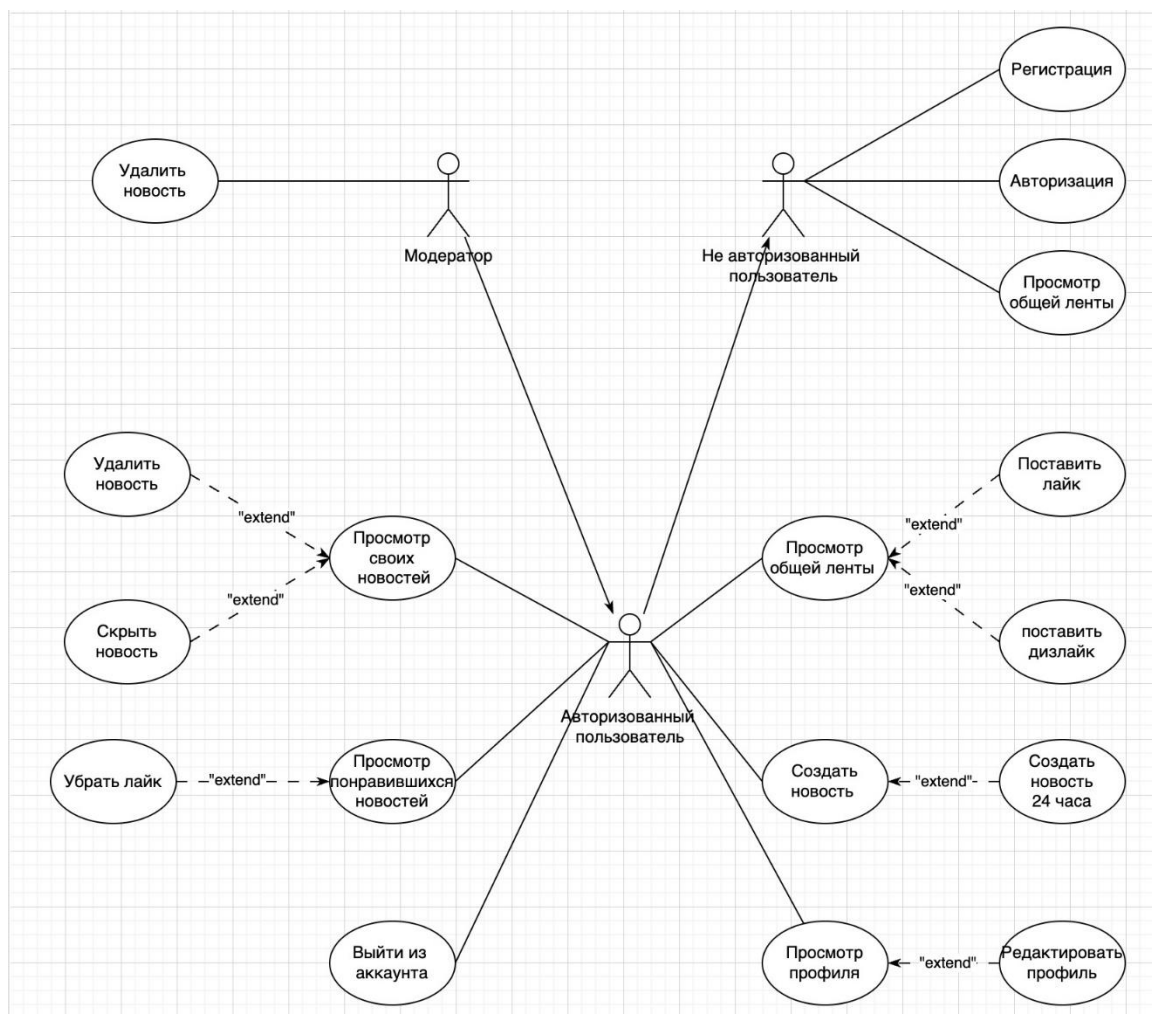 Регистрация
Удалить
новость
Авторизация
Модератор
Не авторизованный
пользователь
Просмотр
общей ленты
Удалить
новость
"extend"
Просмотр
своих
новостей
"extend"
Скрыть
новость
Поставить
лайк
"extend"
Просмотр
общей ленты
"extend"
поставить
дизлайк
Авторизованный
пользователь
Убрать лайк
"extend"
Просмотр
понравившихся
новостей
Создать
новость
"extend"
Создать
новость
24 часа
Выйти из
аккаунта
Просмотр
профиля
"extend"
Редактировать
профиль